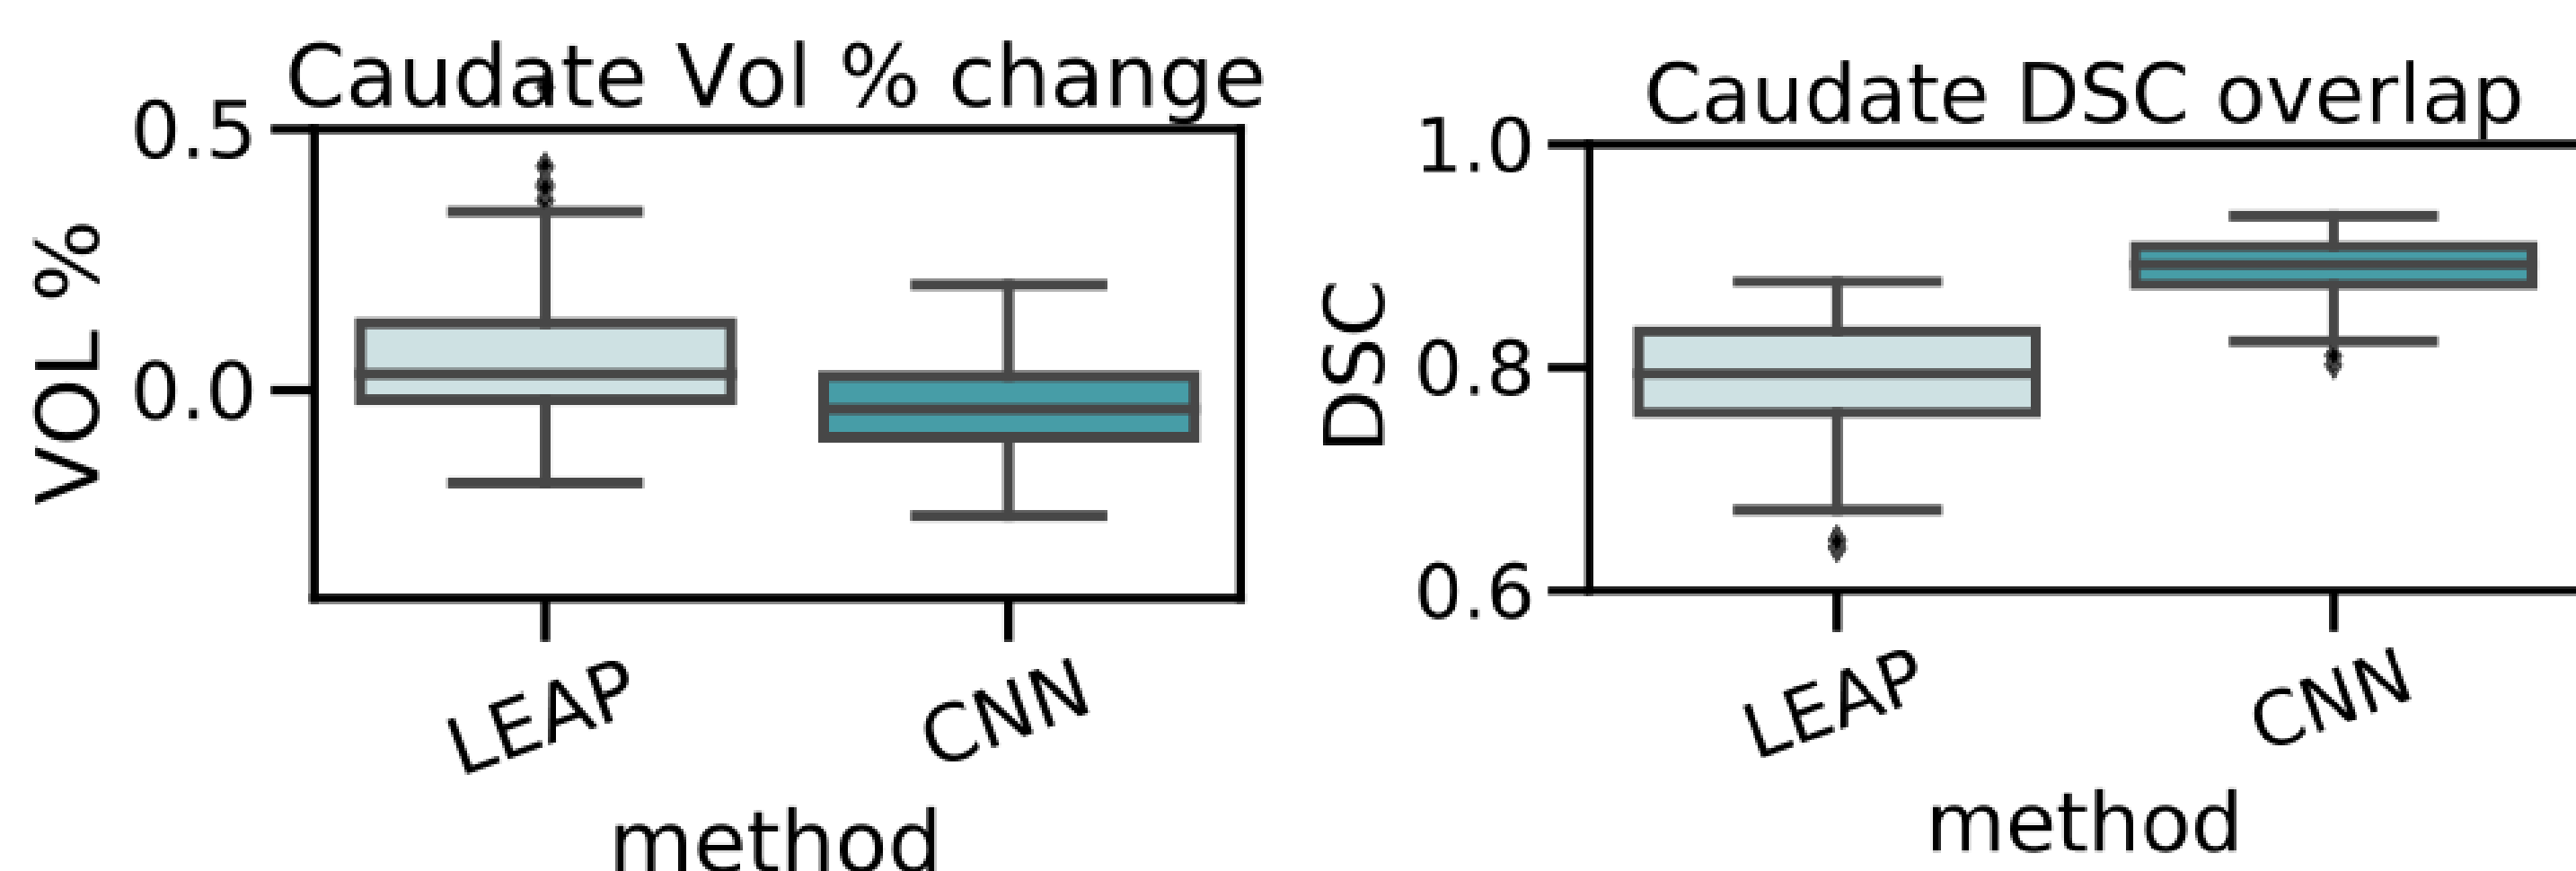 Caudate Vol % change
0.5
0.0
VOL %
LEAP
CNN
method
Caudate DSC overlap
1.0
0.8
0.6
DSC
LEAP
CNN
method